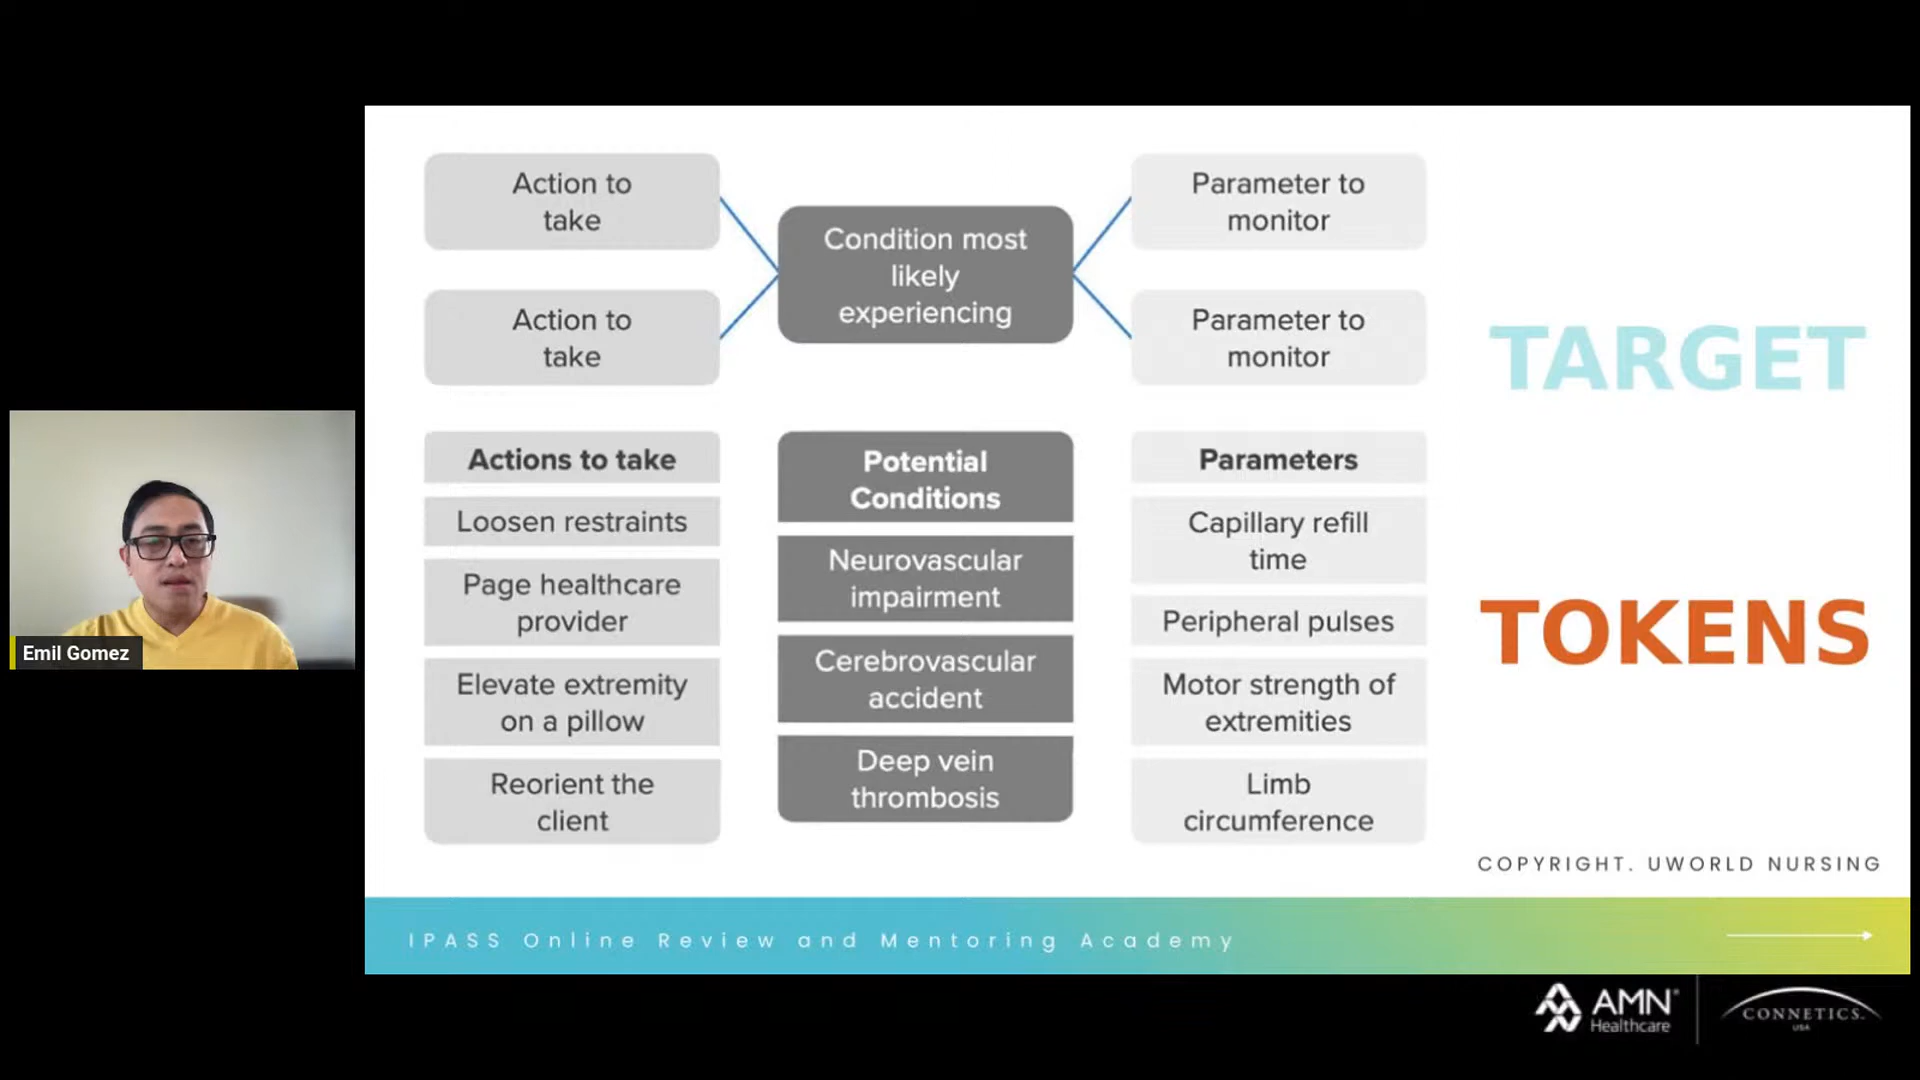 Action to
take
Action to
take
Condition most
likely
experiencing
Parameter to
monitor
Parameter to
monitor
TARGET
Actions to take
Loosen restraints
Page healthcare
provider
Elevate extremity
on a pillow
Reorient the
client
Potential
Conditions
Neurovascular
impairment
Cerebrovascular
accident
Deep vein
thrombosis
Parameters
Capillary refill
time
Peripheral pulses
Motor strength of
extremities
Limb
circumference
TOKENS
COPYRIGHT. UWORLD NURSING
Emil Gomez
IPASS Online Review and Mentoring Academy
AMN
Healthcare
CONNETICS
USA